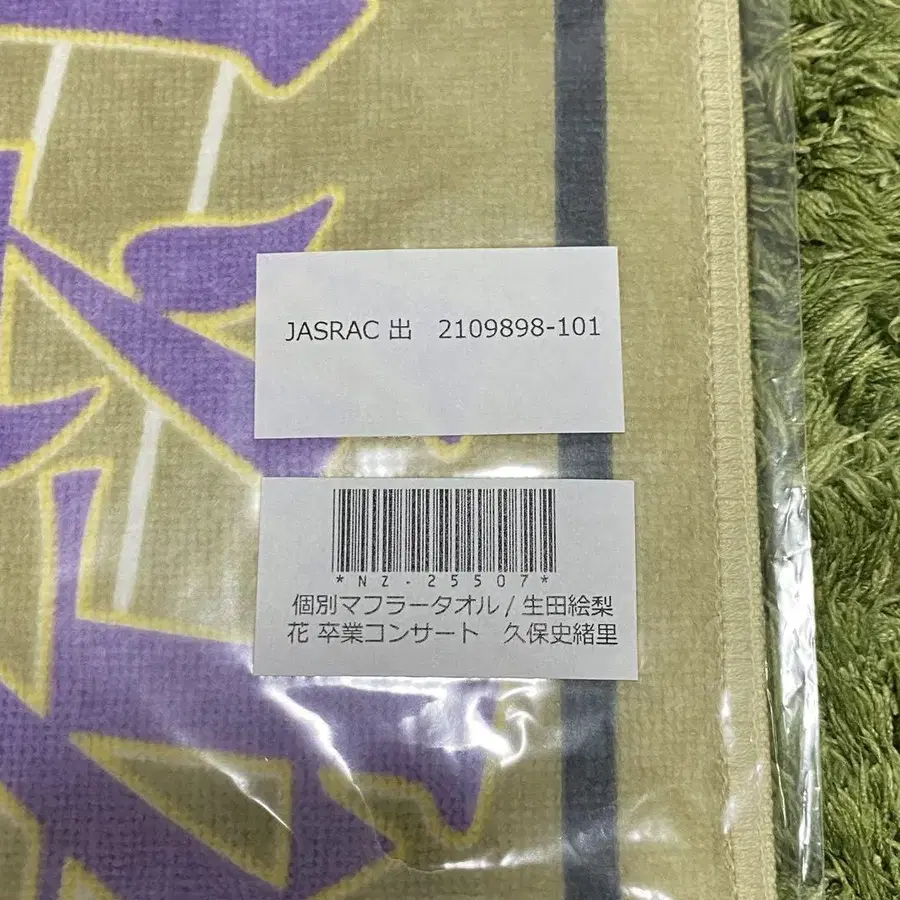 JASRAC 出 2109898-101
*NZ-25507*
個別マフラータオル / 生田絵梨
花 卒業コンサート 久保史緒里